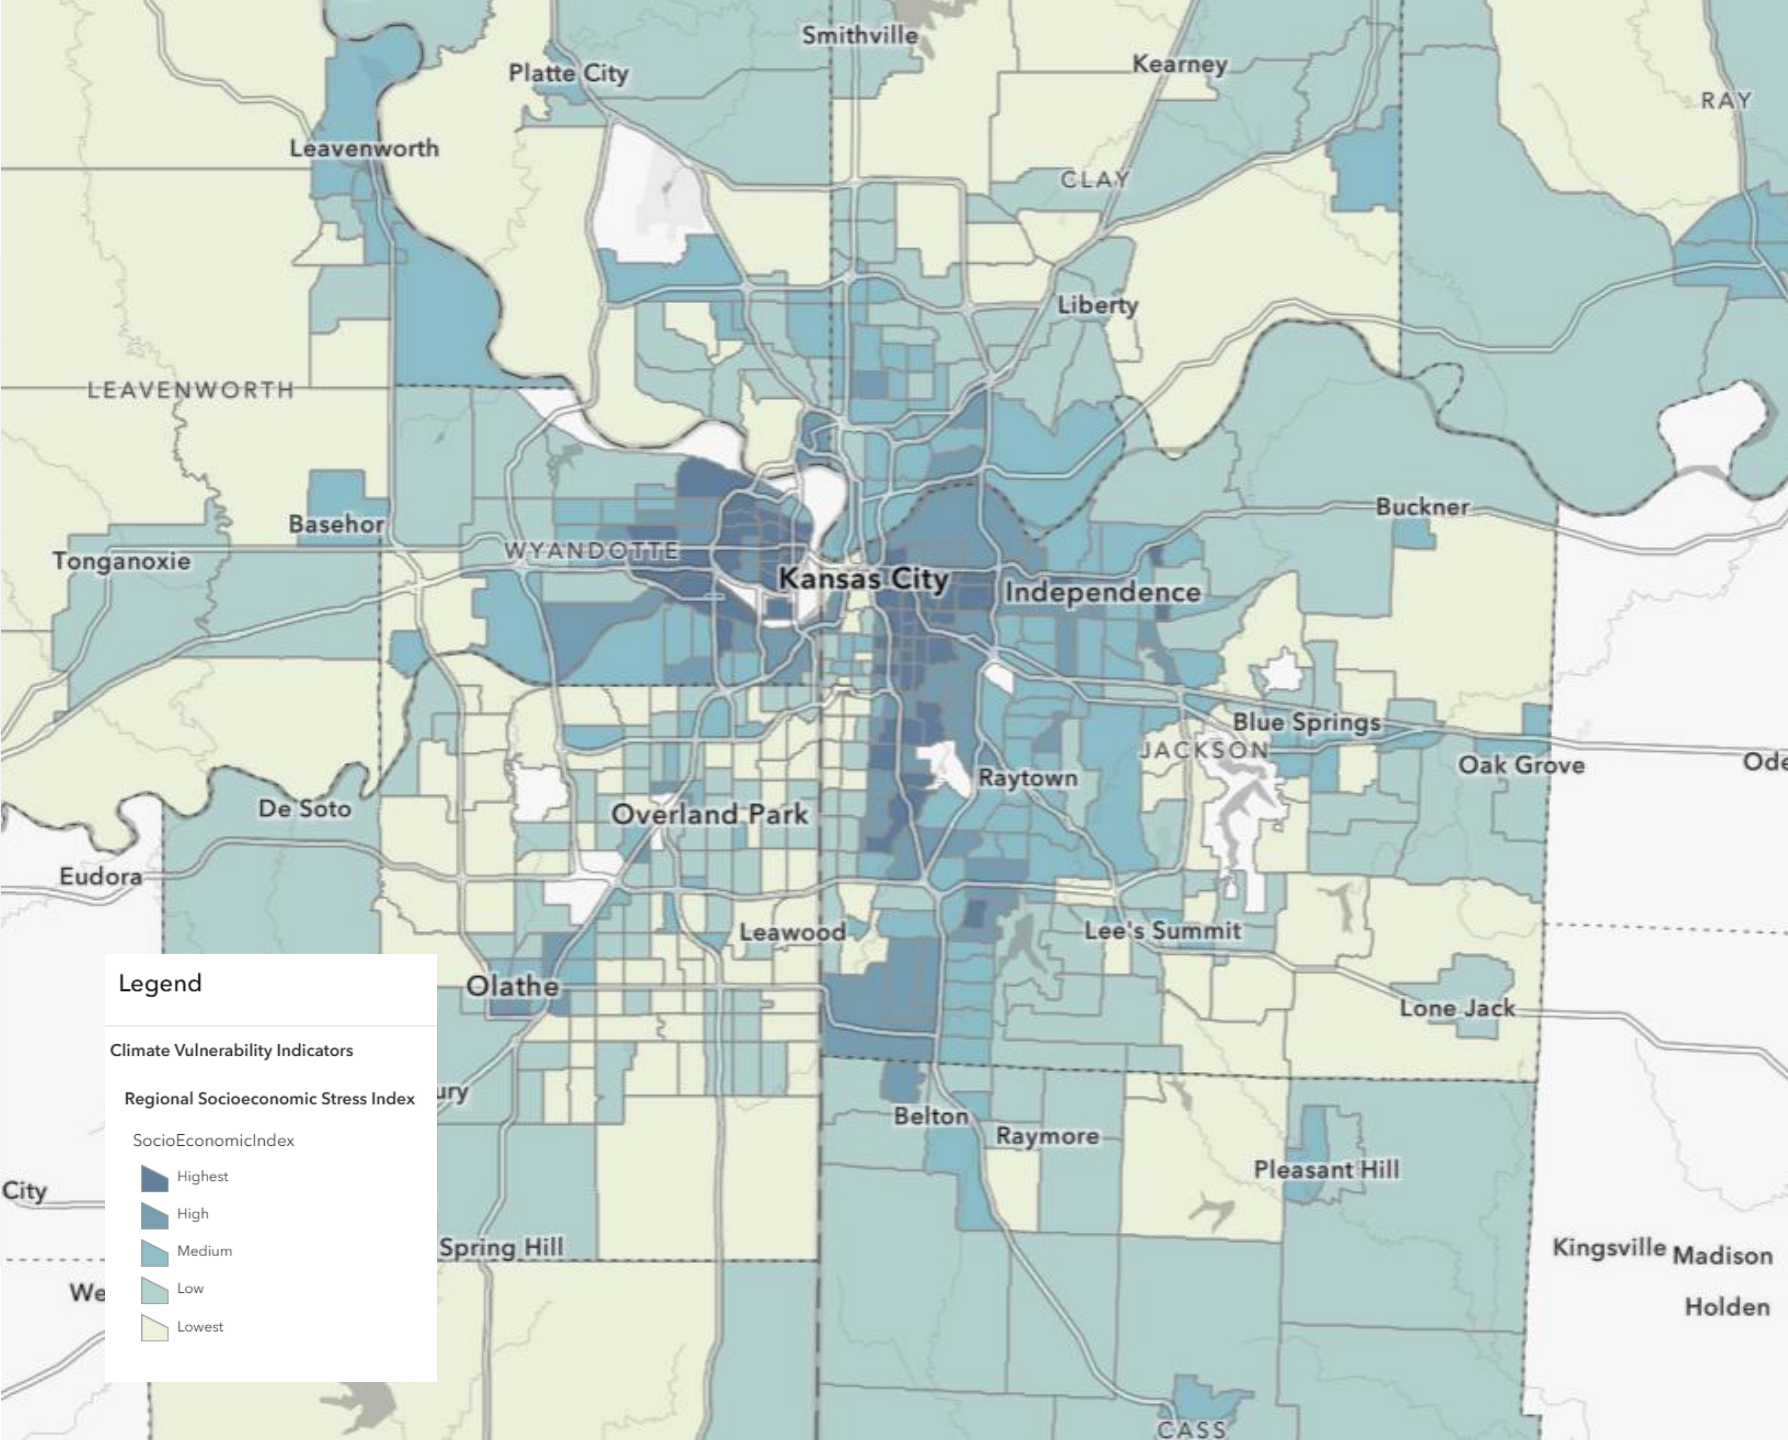 Smithville
Kearney
Platte City
RAY
Leavenworth
CLAY
Liberty
LEAVENWORTH
Buckner
Basehor
WYANDOTTE
Tonganoxie
Kansas City
Independence
Blue Springs
JACKSON
Oak Grove
Ode
Raytown
De Soto
Overland Park
Eudora
Leawood
Lee's Summit
Olathe
Lone Jack
Legend
Climate Vulnerability Indicators
Regional Socioeconomic Stress Index
SocioEconomicIndex
Highest
High
Medium
Low
Lowest
ury
Belton
Raymore
Pleasant Hill
City
Spring Hill
Kingsville
Madison
We
Holden
CASS